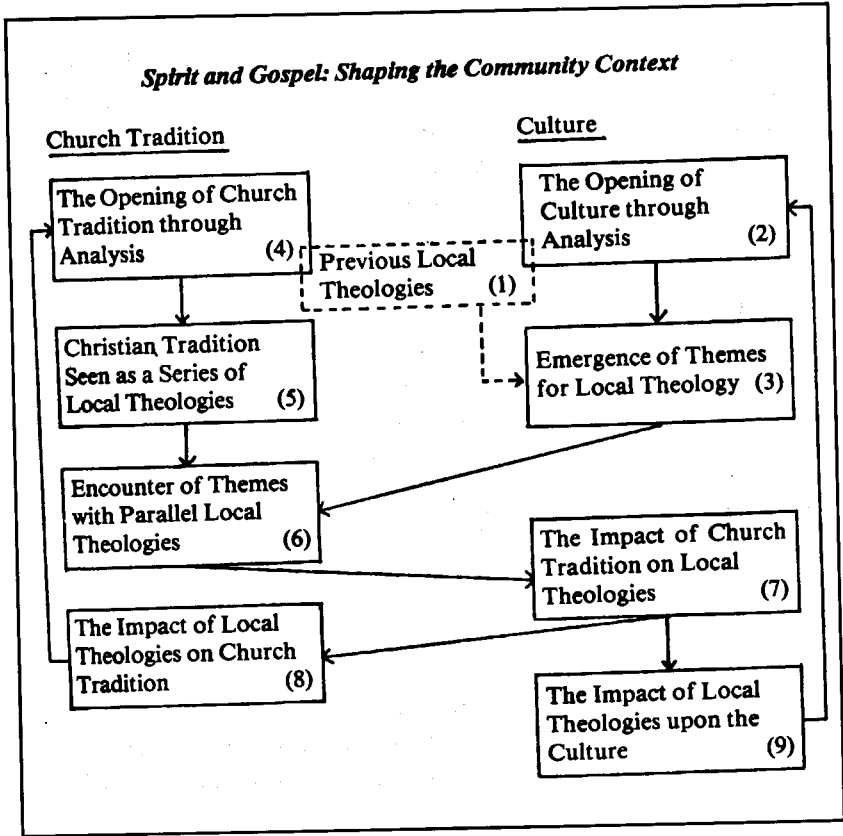 Spirit and Gospel: Shaping the Community Context
Church Tradition
Culture
The Opening of Church
Tradition through
Analysis (4)
The Opening of
Culture through
Analysis (2)
Previous Local
Theologies (1)
Christian Tradition
Seen as a Series of
Local Theologies (5)
Emergence of Themes
for Local Theology (3)
Encounter of Themes
with Parallel Local
Theologies (6)
The Impact of Church
Tradition on Local
Theologies (7)
The Impact of Local
Theologies on Church
Tradition (8)
The Impact of Local
Theologies upon the
Culture (9)